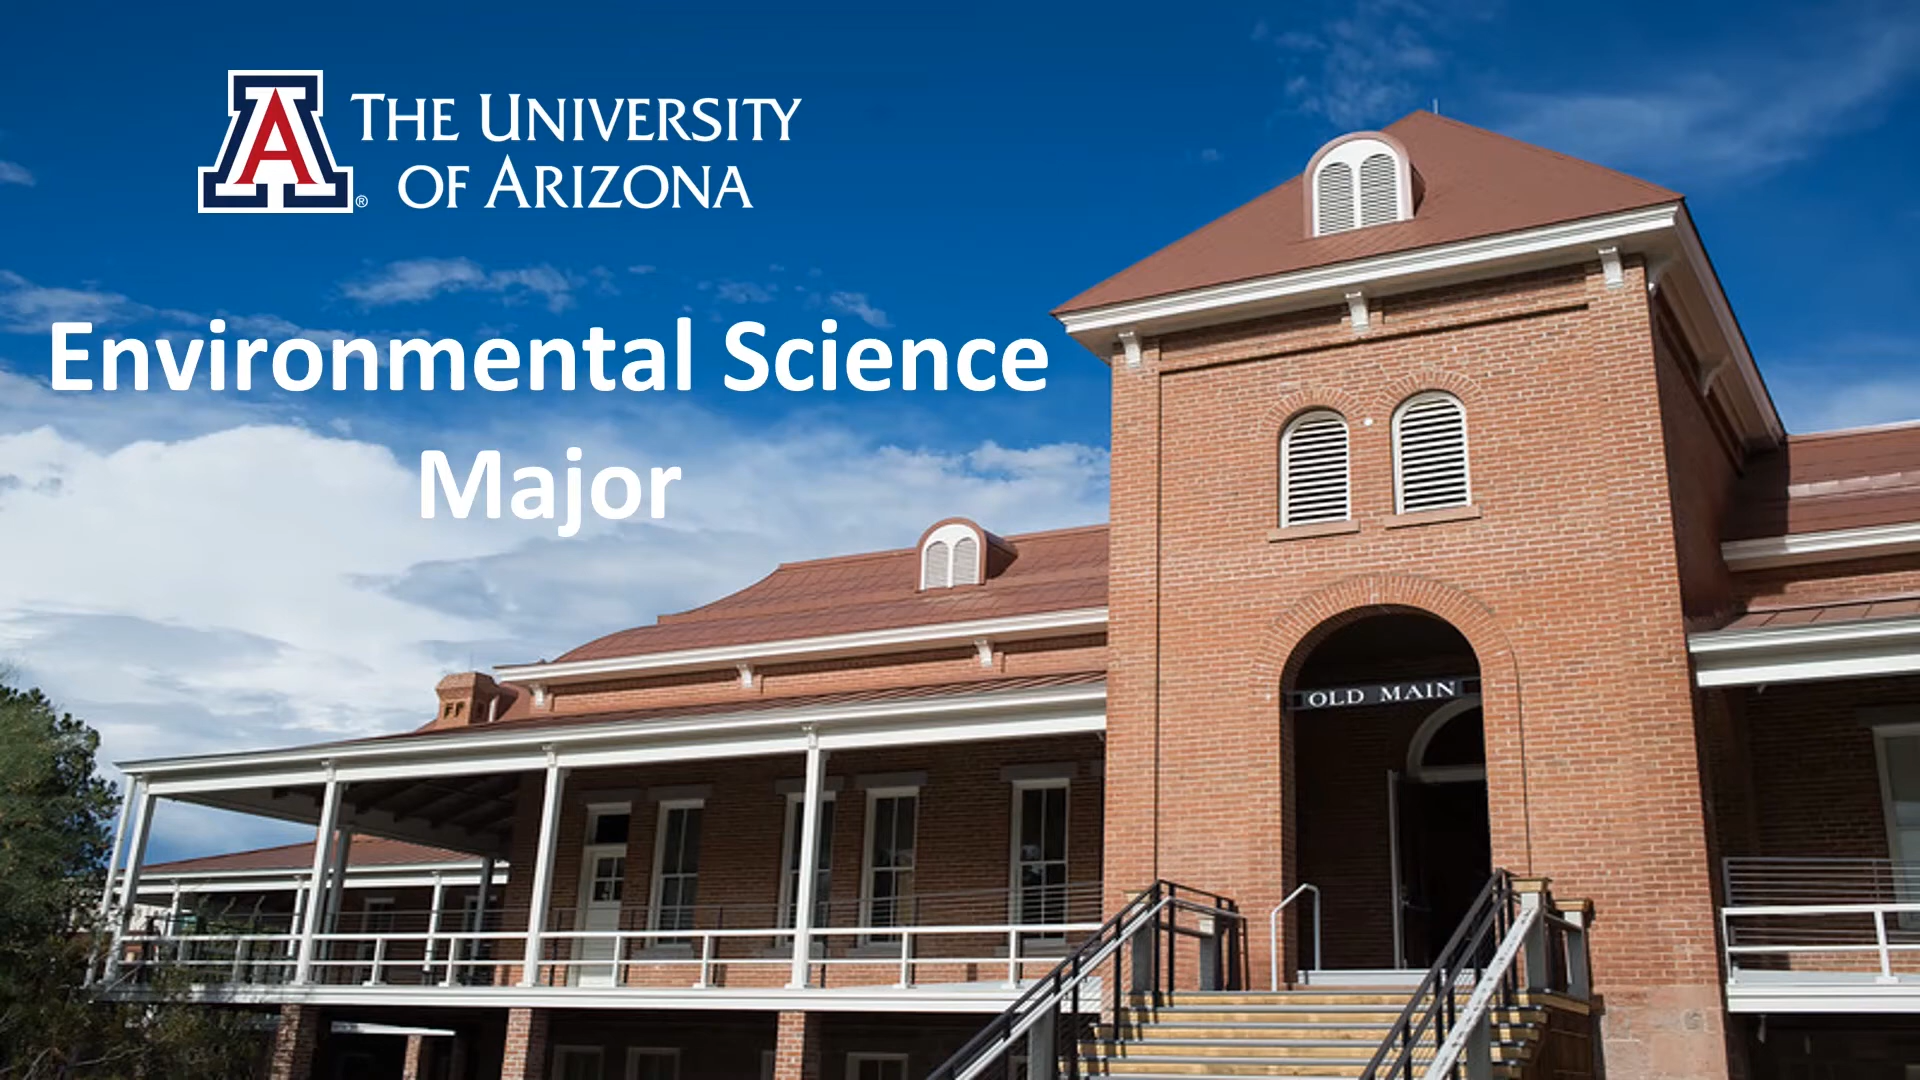 A®
THE UNIVERSITY
OF ARIZONA
Environmental Science
Major
OLD MAIN